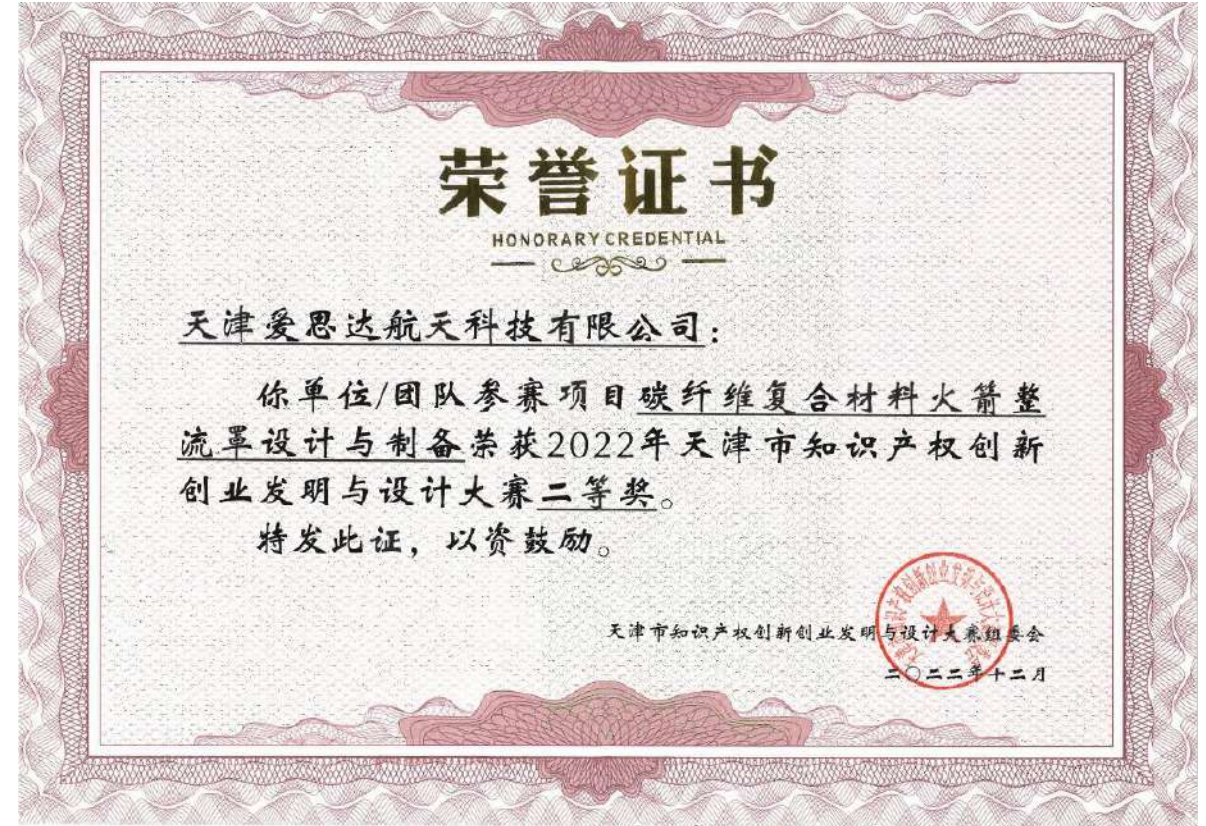 荣誉证书
HONORARY CREDENTIAL
天津爱思达航天科技有限公司：
你单位/团队参赛项目碳纤维复合材料火箭整
流罩设计与制备荣获2022年天津市知识产权创新
创业发明与设计大赛二等奖。
特发此证，以资鼓励。
天津市知识产权创新创业发明与设计大赛组委会
二〇二二年十二月